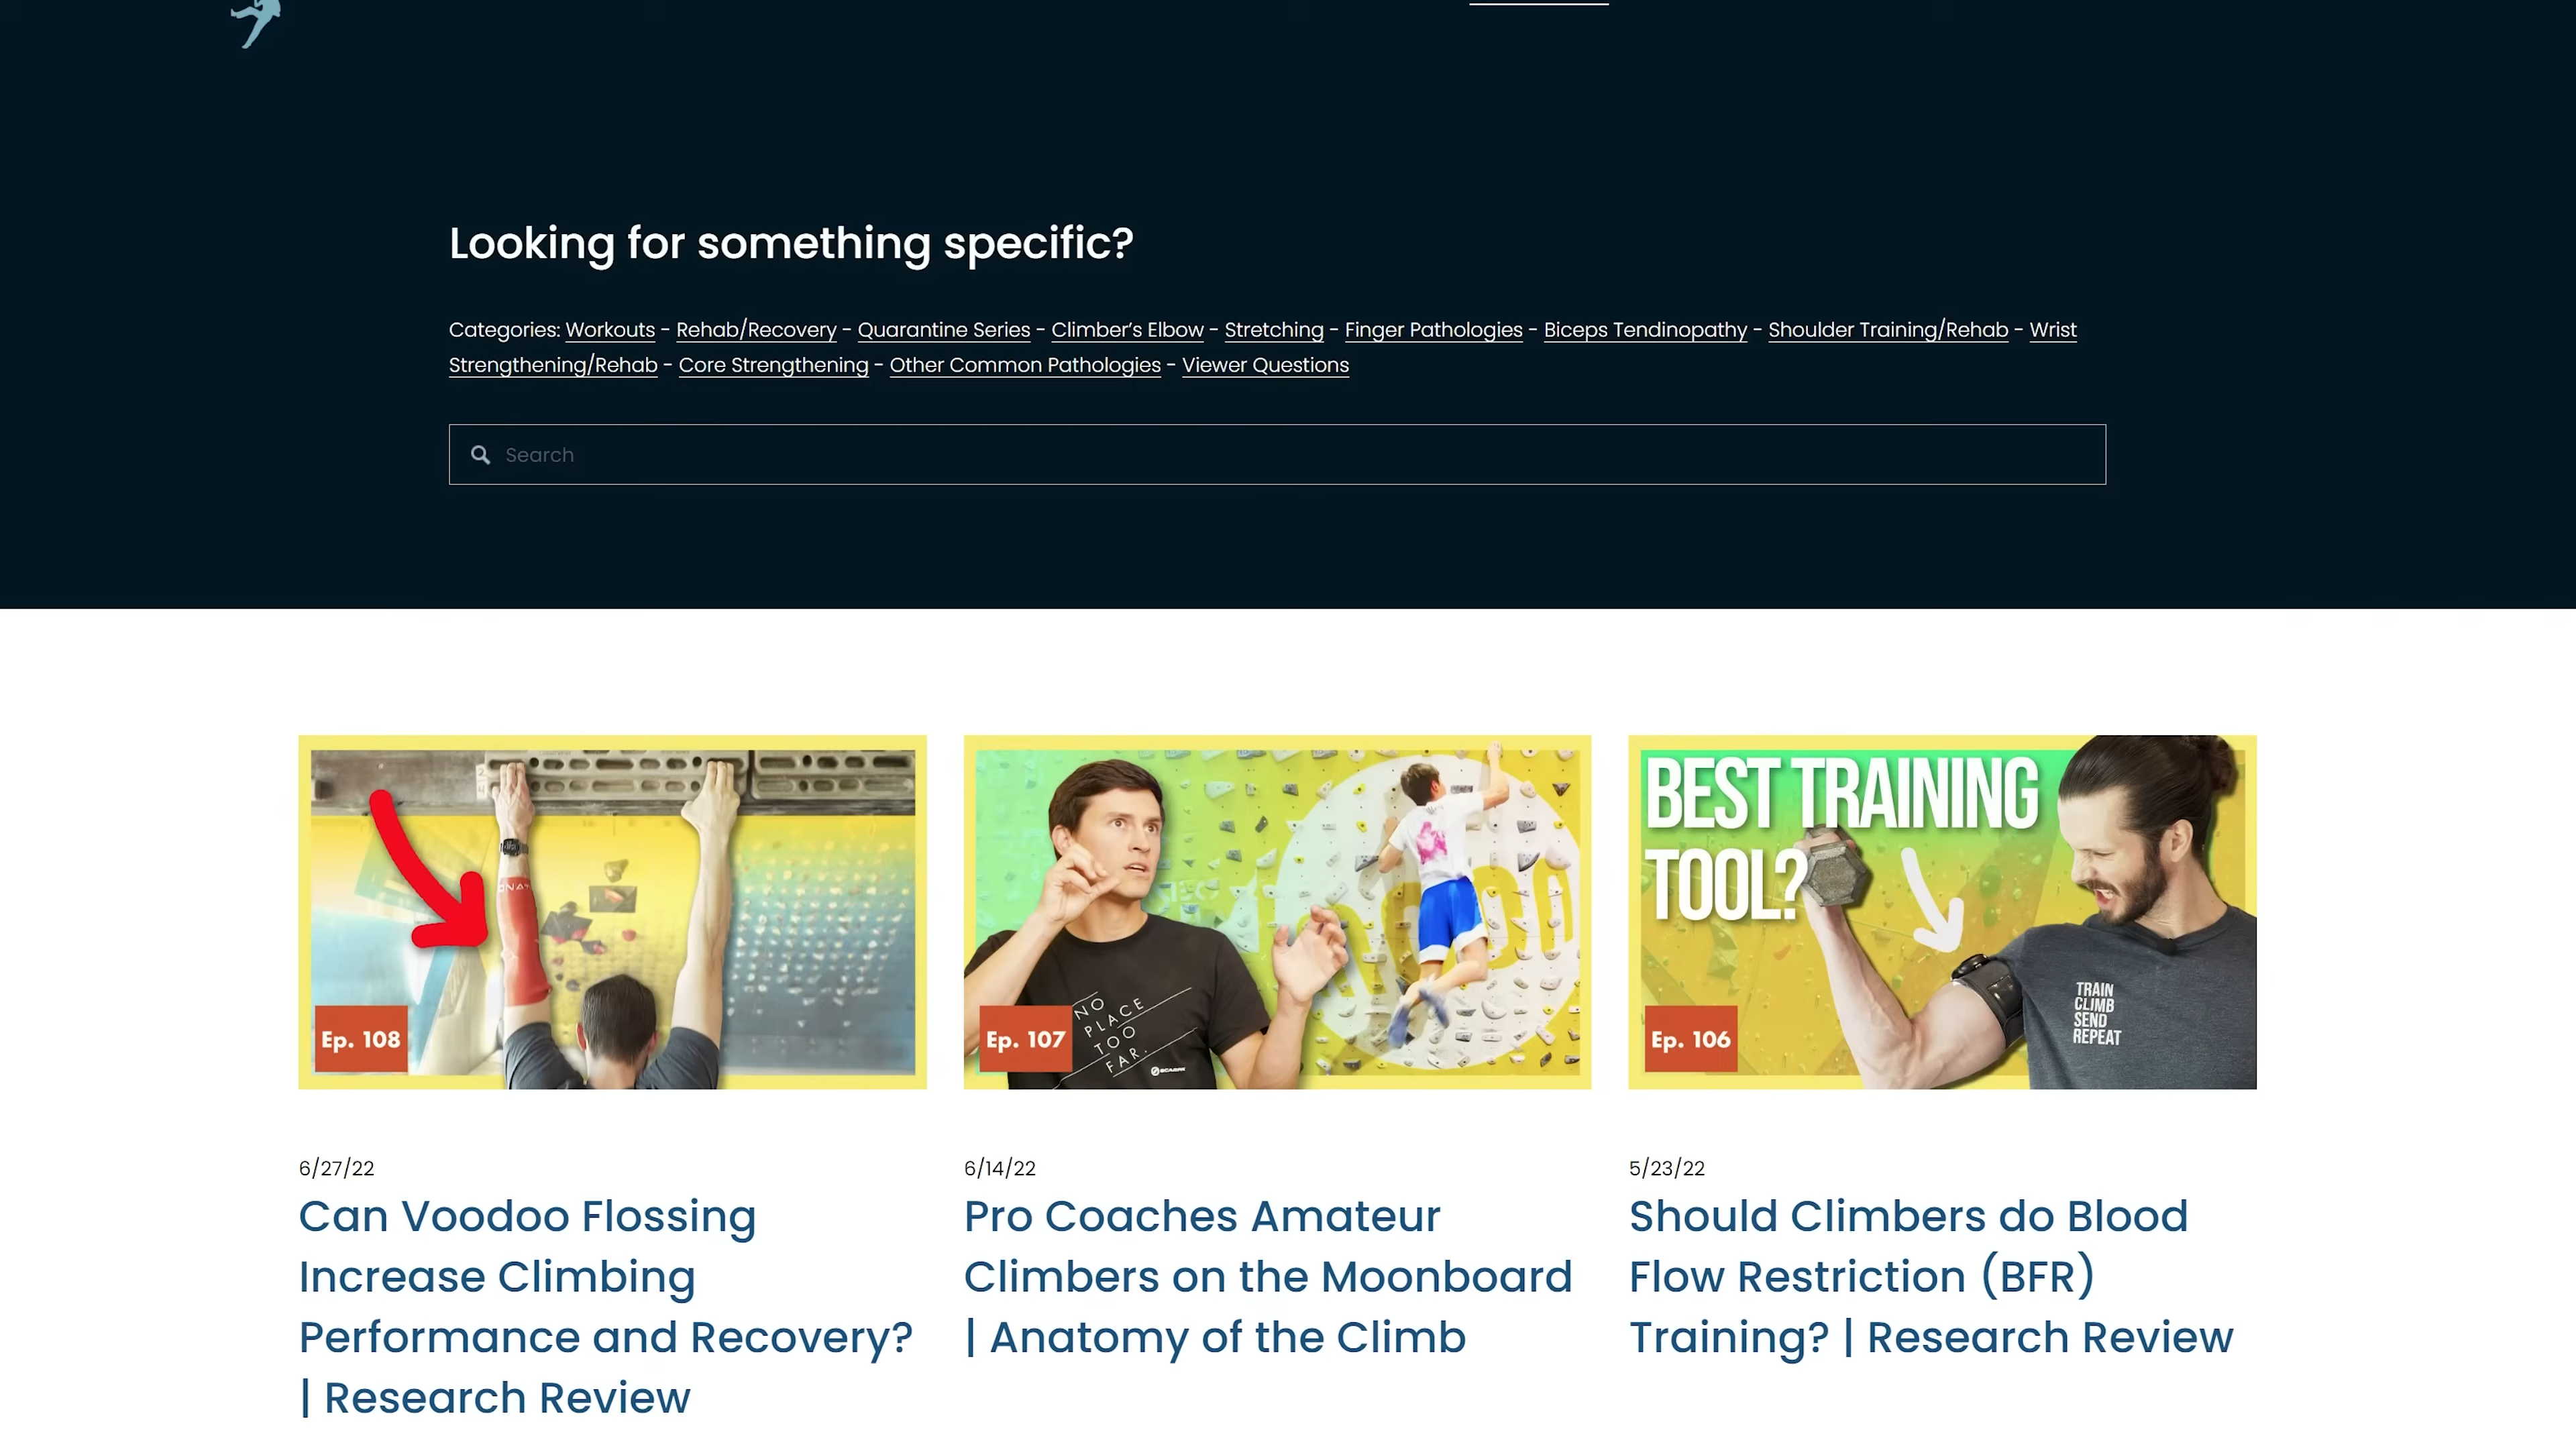 Looking for something specific?
Categories: Workouts - Rehab/Recovery - Quarantine Series - Climber's Elbow - Stretching - Finger Pathologies - Biceps Tendinopathy - Shoulder Training/Rehab - Wrist
Strengthening/Rehab - Core Strengthening - Other Common Pathologies - Viewer Questions
Search
Ep. 108
NO
PLACE
TOO
FAR.
SCARPA
Ep. 107
BEST TRAINING
TOOL?
TRAIN
CLIMB
SEND
REPEAT
Ep. 106
6/27/22
Can Voodoo Flossing
Increase Climbing
Performance and Recovery?
| Research Review
6/14/22
Pro Coaches Amateur
Climbers on the Moonboard
| Anatomy of the Climb
5/23/22
Should Climbers do Blood
Flow Restriction (BFR)
Training? | Research Review